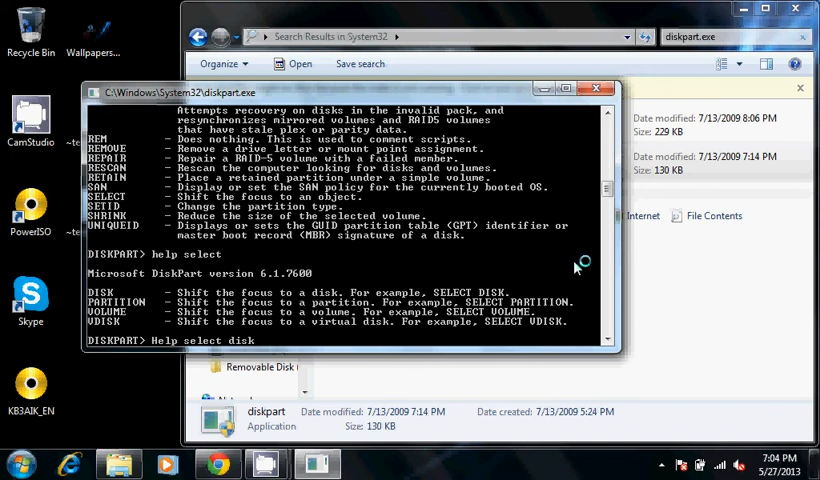 Recycle Bin
Wallpapers...
CamStudio
PowerISO
Skype
KB3AIK_EN
Search Results in System32
diskpart.exe
Organize
Open
Save search
C:\Windows\System32\diskpart.exe
Attempts recovery on disks in the invalid pack, and
resynchronizes mirrored volumes and RAID5 volumes
that have stale plex or parity data.
REM - Does nothing. This is used to comment scripts.
REMOVE - Remove a drive letter or mount point assignment.
REPAIR - Repair a RAID-5 volume with a failed member.
RESCAN - Rescan the computer looking for disks and volumes.
RETAIN - Place a retained partition under a simple volume.
SAN - Display or set the SAN policy for the currently booted OS.
SELECT - Shift the focus to an object.
SETID - Change the partition type.
SHRINK - Reduce the size of the selected volume.
UNIQUEID - Displays or sets the GUID partition table (GPT) identifier or
master boot record (MBR) signature of a disk.
DISKPART> help select
Microsoft DiskPart version 6.1.7600
DISK - Shift the focus to a disk. For example, SELECT DISK.
PARTITION - Shift the focus to a partition. For example, SELECT PARTITION.
VOLUME - Shift the focus to a volume. For example, SELECT VOLUME.
VDISK - Shift the focus to a virtual disk. For example, SELECT VDISK.
DISKPART> Help select disk
Date modified: 7/13/2009 8:06 PM
Size: 229 KB
Date modified: 7/13/2009 7:14 PM
Size: 130 KB
Internet
File Contents
Removable Disk (
diskpart Date modified: 7/13/2009 7:14 PM Date created: 7/13/2009 5:24 PM
Application Size: 130 KB
7:04 PM
5/27/2013